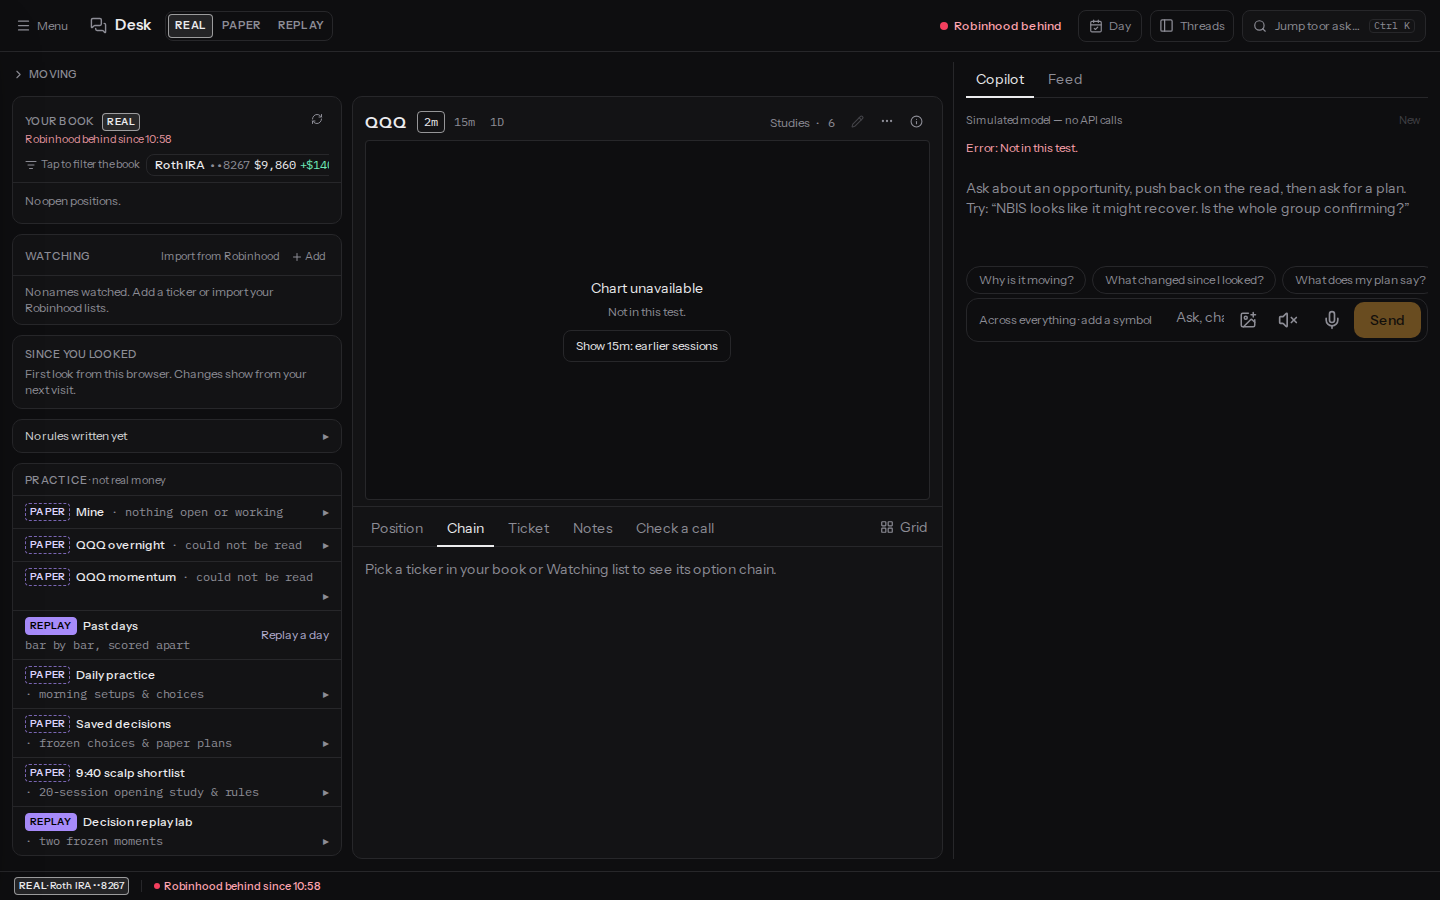 Menu
Desk
REAL PAPER REPLAY
Robinhood behind
Day
Threads
Jump to or ask... Ctrl K
MOVING
YOUR BOOK REAL
Robinhood behind since 10:58
Tap to filter the book Roth IRA ••8267 $9,860
No open positions.
WATCHING Import from Robinhood + Add
No names watched. Add a ticker or import your
Robinhood lists.
SINCE YOU LOOKED
First look from this browser. Changes show from your
next visit.
No rules written yet
PRACTICE · not real money
PAPER Mine · nothing open or working
PAPER QQQ overnight · could not be read
PAPER QQQ momentum · could not be read
REPLAY Past days
bar by bar, scored apart
Replay a day
PAPER Daily practice
· morning setups & choices
PAPER Saved decisions
· frozen choices & paper plans
PAPER 9:40 scalp shortlist
· 20-session opening study & rules
REPLAY Decision replay lab
· two frozen moments
QQQ 2m 15m 1D
Studies · 6
Chart unavailable
Not in this test.
Show 15m: earlier sessions
Position Chain Ticket Notes Check a call
Grid
Pick a ticker in your book or Watching list to see its option chain.
Copilot Feed
Simulated model — no API calls New
Error: Not in this test.
Ask about an opportunity, push back on the read, then ask for a plan.
Try: “NBIS looks like it might recover. Is the whole group confirming?”
Why is it moving? What changed since I looked? What does my plan say?
Across everything · add a symbol Ask, cha Send
REAL · Roth IRA ••8267 Robinhood behind since 10:58